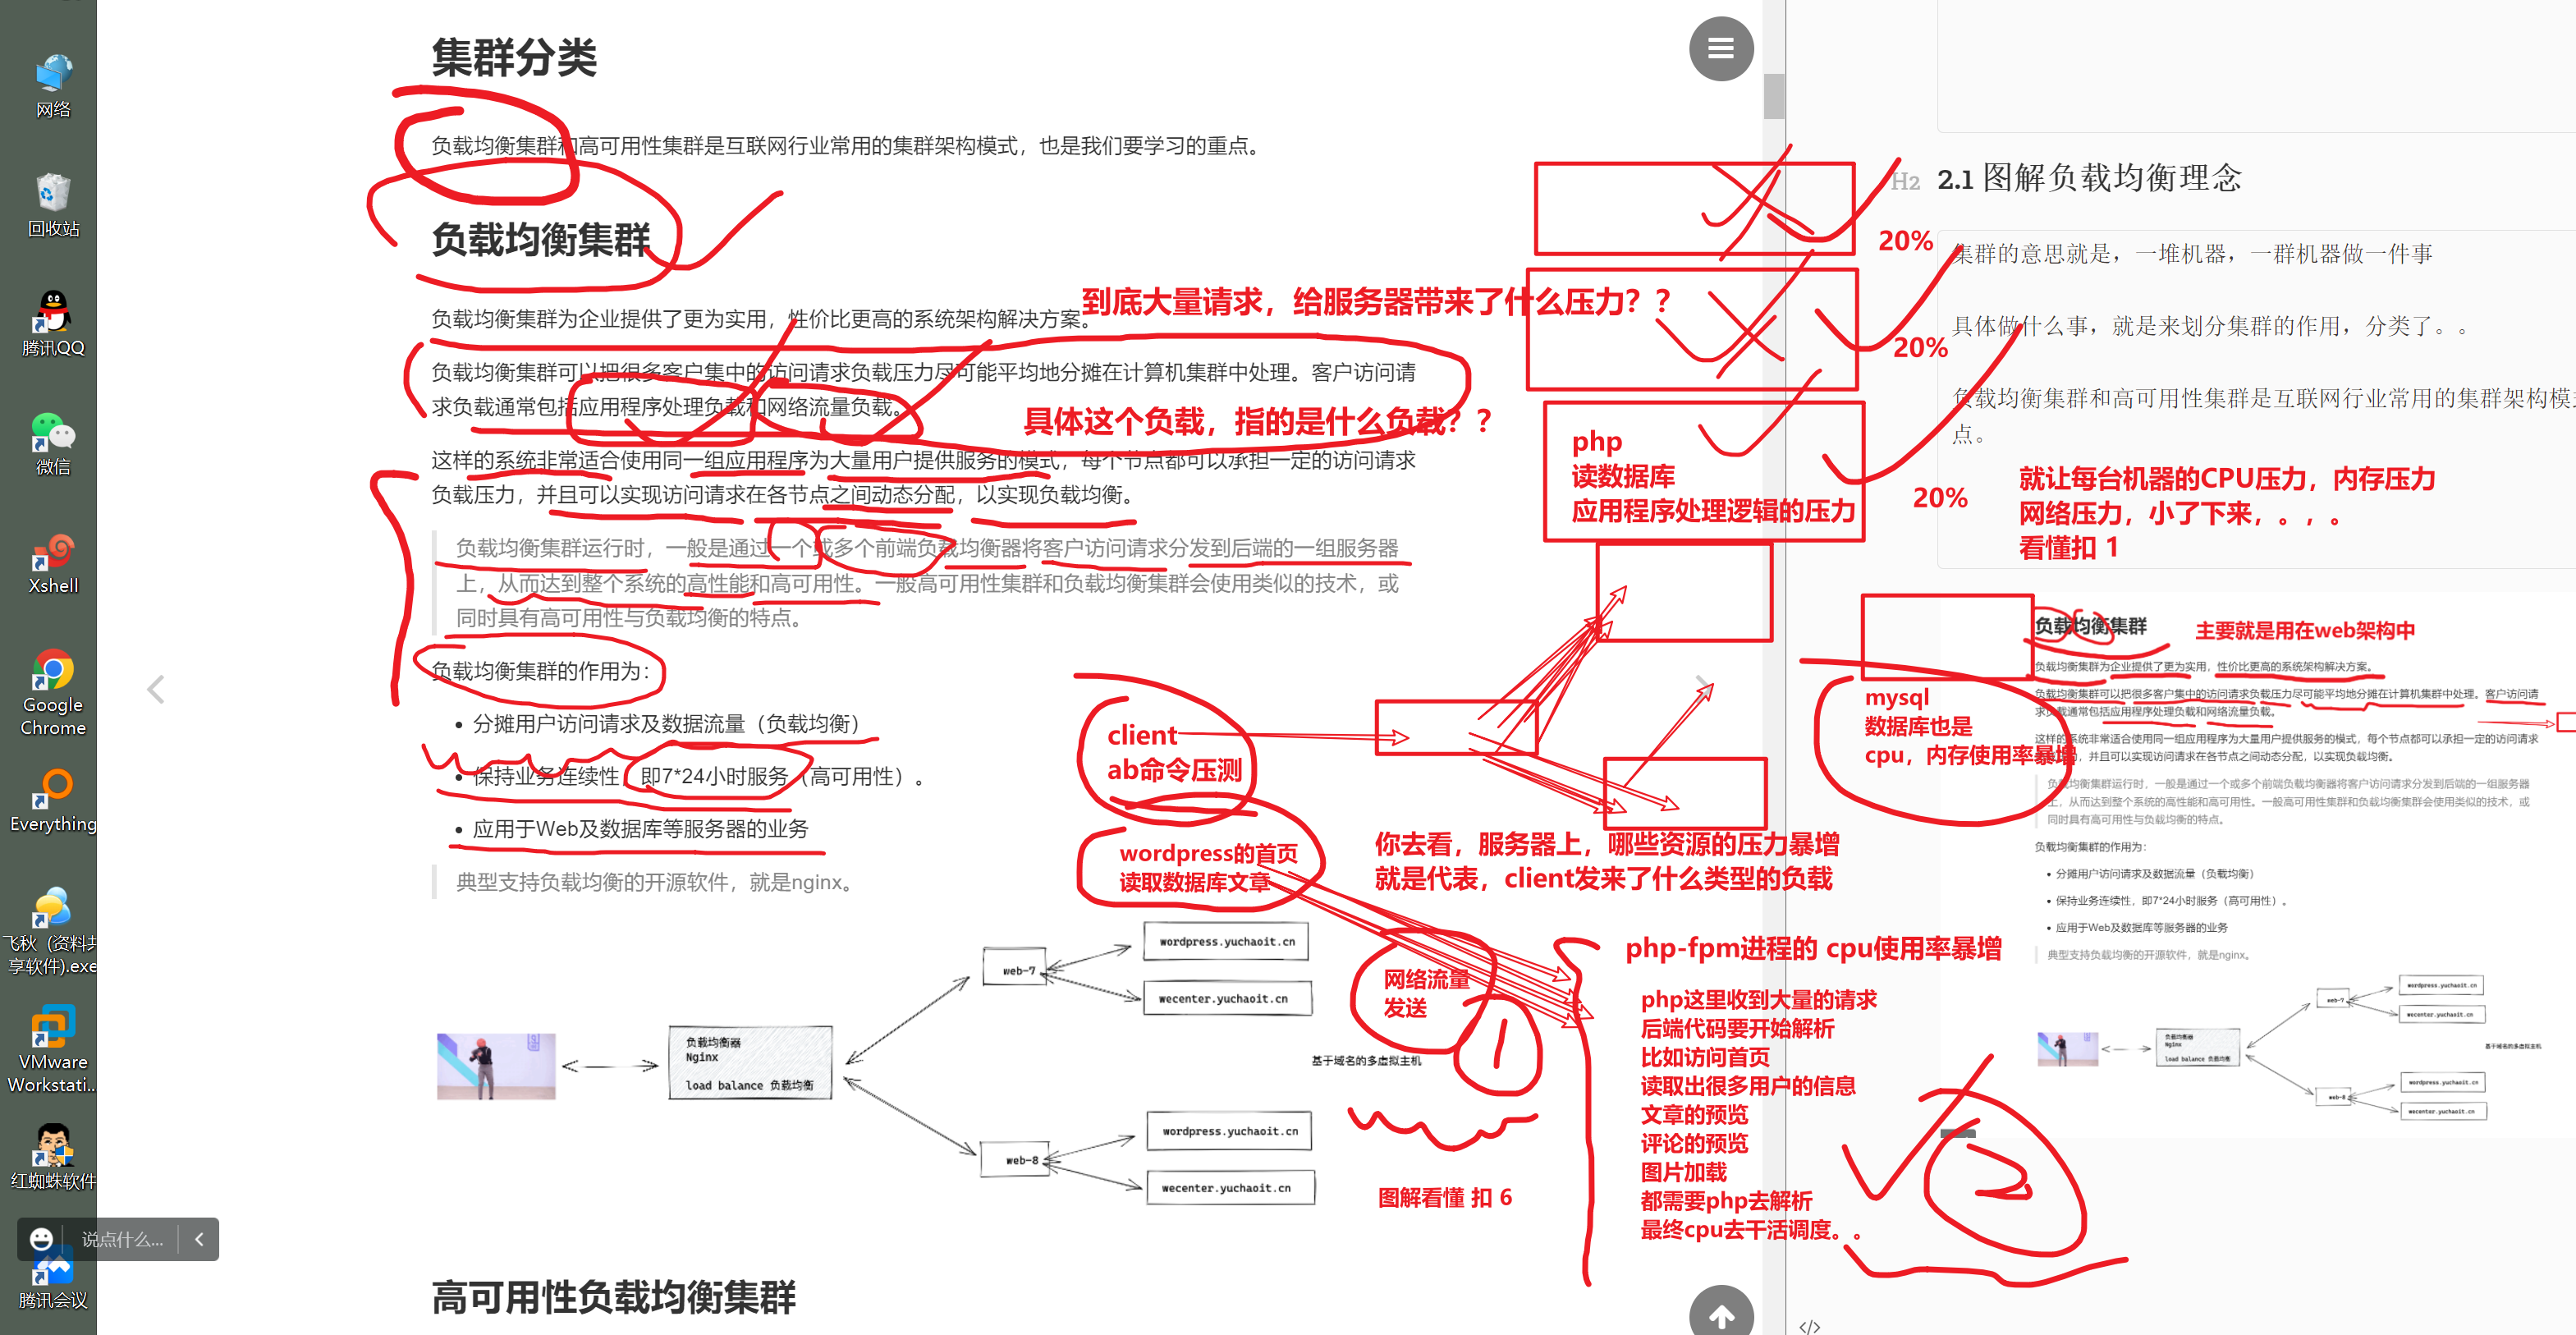 网络
回收站
腾讯QQ
微信
Xshell
Google
Chrome
Everything
飞秋（资料共
享软件).exe
VMware
Workstati...
红蜘蛛软件
说点什么...
腾讯会议
集群分类
负载均衡集群和高可用性集群是互联网行业常用的集群架构模式，也是我们要学习的重点。
负载均衡集群
负载均衡集群为企业提供了更为实用，性价比更高的系统架构解决方案。
到底大量请求，给服务器带来了什么压力？？
负载均衡集群可以把很多客户集中的访问请求负载压力尽可能平均地分摊在计算机集群中处理。客户访问请
求负载通常包括应用程序处理负载和网络流量负载。
具体这个负载，指的是什么负载？？
这样的系统非常适合使用同一组应用程序为大量用户提供服务的模式，每个节点都可以承担一定的访问请求
负载压力，并且可以实现访问请求在各节点之间动态分配，以实现负载均衡。
负载均衡集群运行时，一般是通过一个或多个前端负载均衡器将客户访问请求分发到后端的一组服务器
上，从而达到整个系统的高性能和高可用性。一般高可用性集群和负载均衡集群会使用类似的技术，或
同时具有高可用性与负载均衡的特点。
负载均衡集群的作用为：
• 分摊用户访问请求及数据流量（负载均衡）
• 保持业务连续性，即7*24小时服务（高可用性）。
• 应用于Web及数据库等服务器的业务
典型支持负载均衡的开源软件，就是nginx。
负载均衡器
Nginx
load balance 负载均衡
web-7
wordpress.yuchaoit.cn
wecenter.yuchaoit.cn
web-8
wordpress.yuchaoit.cn
wecenter.yuchaoit.cn
基于域名的多虚拟主机
高可用性负载均衡集群
20%
20%
20%
php
读数据库
应用程序处理逻辑的压力
client
ab命令压测
wordpress的首页
读取数据库文章
你去看，服务器上，哪些资源的压力暴增
就是代表，client发来了什么类型的负载
网络流量
发送
图解看懂 扣 6
php-fpm进程的 cpu使用率暴增
php这里收到大量的请求
后端代码要开始解析
比如访问首页
读取出很多用户的信息
文章的预览
评论的预览
图片加载
都需要php去解析
最终cpu去干活调度。。
mysql
数据库也是
cpu，内存使用率暴增
H2 2.1 图解负载均衡理念
集群的意思就是，一堆机器，一群机器做一件事
具体做什么事，就是来划分集群的作用，分类了。。
负载均衡集群和高可用性集群是互联网行业常用的集群架构模
点。
就让每台机器的CPU压力，内存压力
网络压力，小了下来，。，。
看懂扣 1
负载均衡集群
主要就是用在web架构中
负载均衡集群为企业提供了更为实用，性价比更高的系统架构解决方案。
负载均衡集群可以把很多客户集中的访问请求负载压力尽可能平均地分摊在计算机集群中处理。客户访问请
求负载通常包括应用程序处理负载和网络流量负载。
这样的系统非常适合使用同一组应用程序为大量用户提供服务的模式，每个节点都可以承担一定的访问请求
并且可以实现访问请求在各节点之间动态分配，以实现负载均衡。
负载均衡集群运行时，一般是通过一个或多个前端负载均衡器将客户访问请求分发到后端的一组服务器
上，从而达到整个系统的高性能和高可用性。一般高可用性集群和负载均衡集群会使用类似的技术，或
同时具有高可用性与负载均衡的特点。
负载均衡集群的作用为：
• 分摊用户访问请求及数据流量（负载均衡）
• 保持业务连续性，即7*24小时服务（高可用性）。
• 应用于Web及数据库等服务器的业务
典型支持负载均衡的开源软件，就是nginx。
负载均衡器
Nginx
load balance 负载均衡
web-7
wordpress.yuchaoit.cn
wecenter.yuchaoit.cn
基于域名的多虚拟主机
web-8
wordpress.yuchaoit.cn
wecenter.yuchaoit.cn